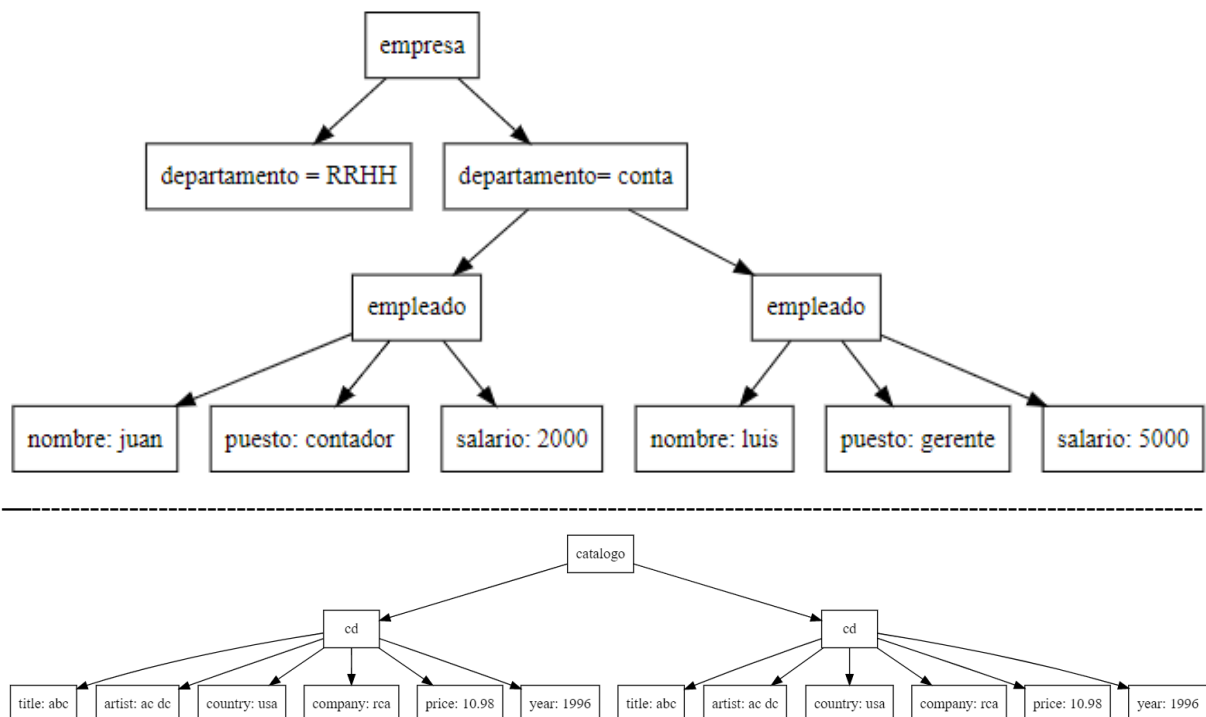 empresa
departamento = RRHH
departamento= conta
empleado
empleado
nombre: juan
puesto: contador
salario: 2000
nombre: luis
puesto: gerente
salario: 5000
catalogo
cd
cd
title: abc
artist: ac dc
country: usa
company: rca
price: 10.98
year: 1996
title: abc
artist: ac dc
country: usa
company: rca
price: 10.98
year: 1996